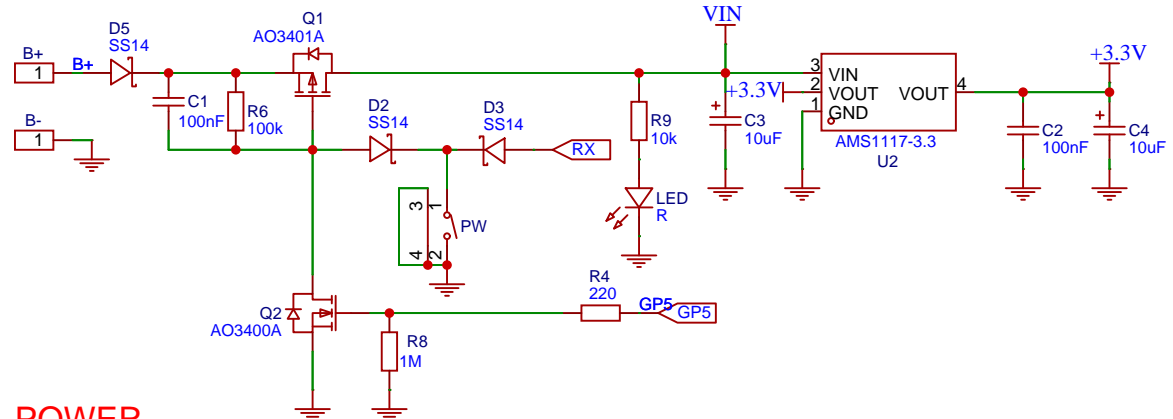 VIN
Q1
AO3401A
D5
SS14
B+
1
B+
+3.3V
3
VIN
+3.3V
2
VOUT
VOUT
4
1
GND
AMS1117-3.3
U2
C1
100nF
R6
100k
D2
SS14
D3
SS14
RX
R9
10k
C3
10uF
C2
100nF
C4
10uF
B-
1
3
1
4
2
PW
LED
R
Q2
AO3400A
R4
220
GP5
GP5
R8
1M
POWER
+
+